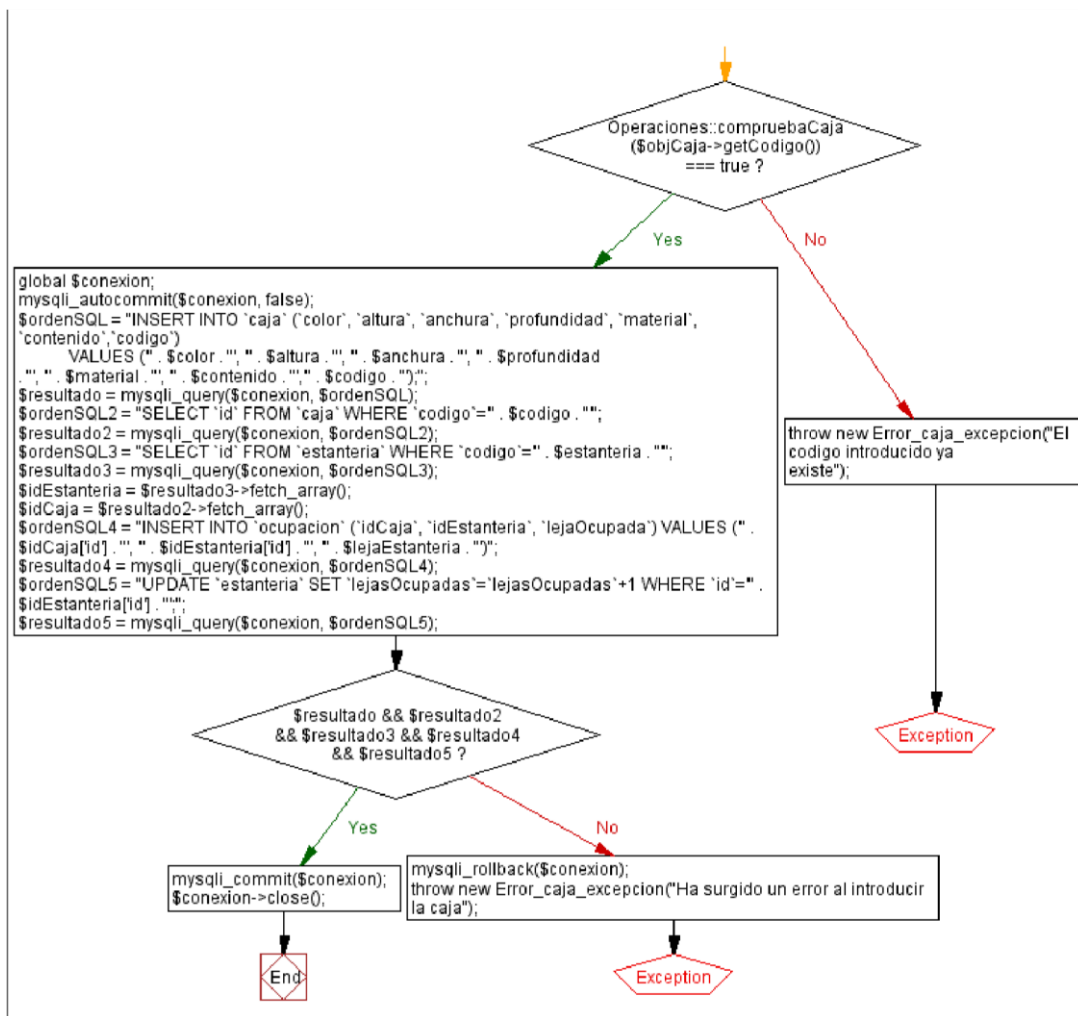 Operaciones::compruebaCaja
($objCaja->getCodigo())
=== true ?
Yes
No
global $conexion;
mysqli_autocommit($conexion, false);
$ordenSQL = "INSERT INTO `caja` (`color`, `altura`, `anchura`, `profundidad`, `material`,
`contenido`,`codigo`)
VALUES ('" . $color . "', '" . $altura . "', '" . $anchura . "', '" . $profundidad
. "', '" . $material . "', '" . $contenido . "','" . $codigo . "');";
$resultado = mysqli_query($conexion, $ordenSQL);
$ordenSQL2 = "SELECT `id` FROM `caja` WHERE `codigo`='" . $codigo . "'";
$resultado2 = mysqli_query($conexion, $ordenSQL2);
$ordenSQL3 = "SELECT `id` FROM `estanteria` WHERE `codigo`='" . $estanteria . "'";
$resultado3 = mysqli_query($conexion, $ordenSQL3);
$idEstanteria = $resultado3->fetch_array();
$idCaja = $resultado2->fetch_array();
$ordenSQL4 = "INSERT INTO `ocupacion` (`idCaja`, `idEstanteria`, `lejaOcupada`) VALUES ('" .
$idCaja['id'] . "', '" . $idEstanteria['id'] . "', '" . $lejaEstanteria . "')";
$resultado4 = mysqli_query($conexion, $ordenSQL4);
$ordenSQL5 = "UPDATE `estanteria` SET `lejasOcupadas`=`lejasOcupadas`+1 WHERE `id`='" .
$idEstanteria['id'] . "';";
$resultado5 = mysqli_query($conexion, $ordenSQL5);
throw new Error_caja_excepcion("El
codigo introducido ya
existe");
Exception
$resultado && $resultado2
&& $resultado3 && $resultado4
&& $resultado5 ?
Yes
No
mysqli_commit($conexion);
$conexion->close();
mysqli_rollback($conexion);
throw new Error_caja_excepcion("Ha surgido un error al introducir
la caja");
End
Exception